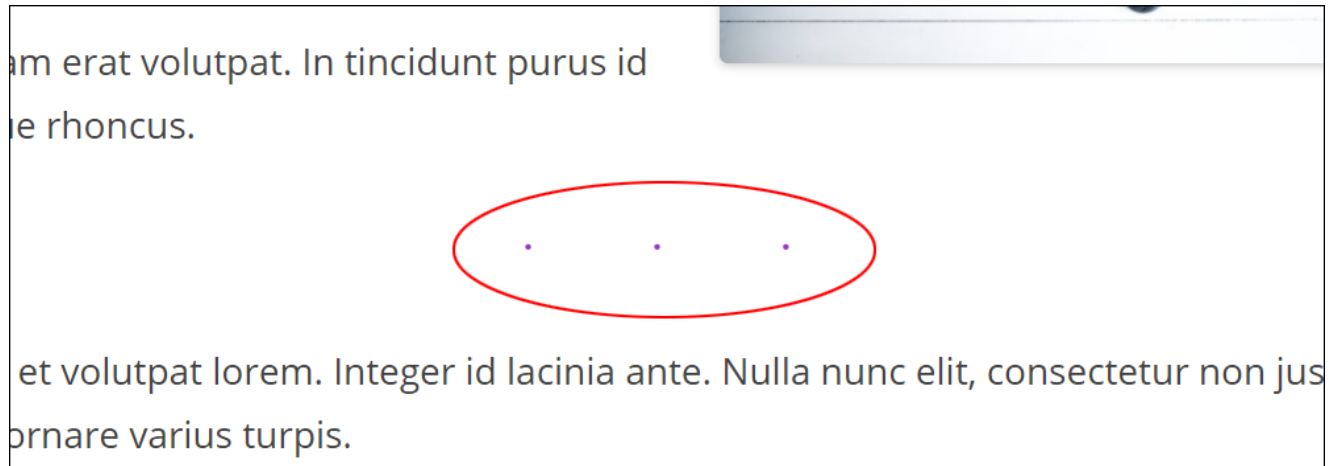 am erat volutpat. In tincidunt purus id
rhoncus.
· · ·
et volutpat lorem. Integer id lacinia ante. Nulla nunc elit, consectetur non jus
ornare varius turpis.